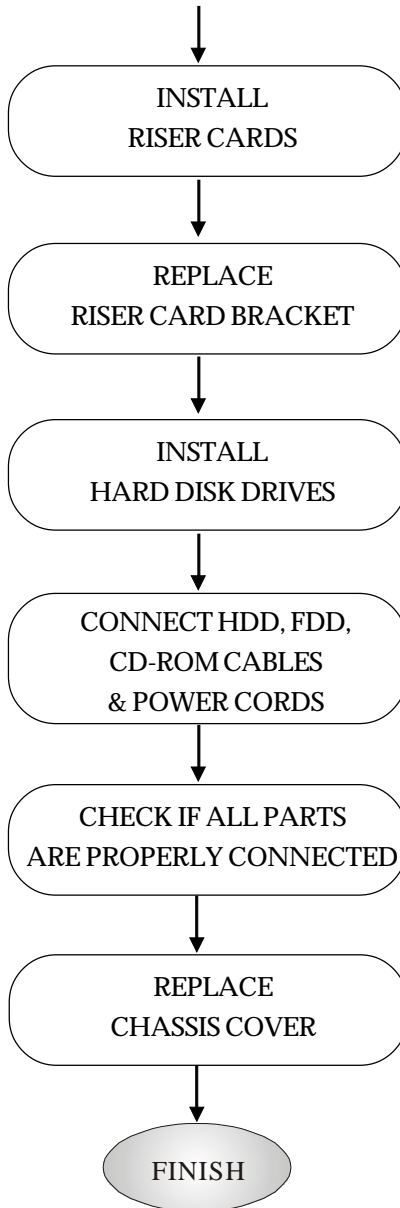 INSTALL
RISER CARDS
REPLACE
RISER CARD BRACKET
INSTALL
HARD DISK DRIVES
CONNECT HDD, FDD,
CD-ROM CABLES
& POWER CORDS
CHECK IF ALL PARTS
ARE PROPERLY CONNECTED
REPLACE
CHASSIS COVER
FINISH